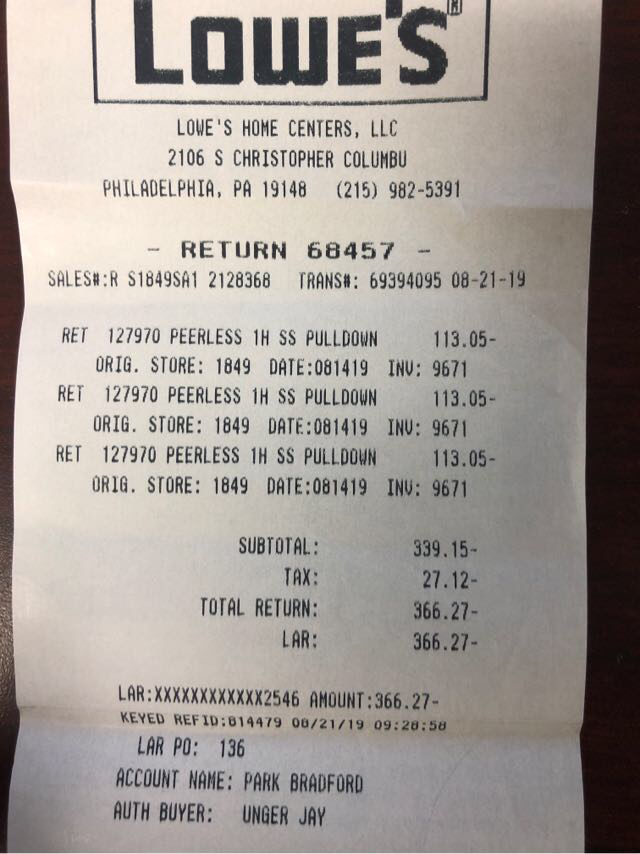 LOWE'S®
LOWE'S HOME CENTERS, LLC
2106 S CHRISTOPHER COLUMBU
PHILADELPHIA, PA 19148 (215) 982-5391
- RETURN 68457 -
SALES#:R S1849SA1 2128368 TRANS#: 69394095 08-21-19
RET 127970 PEERLESS 1H SS PULLDOWN 113.05-
ORIG. STORE: 1849 DATE:081419 INV: 9671
RET 127970 PEERLESS 1H SS PULLDOWN 113.05-
ORIG. STORE: 1849 DATE:081419 INV: 9671
RET 127970 PEERLESS 1H SS PULLDOWN 113.05-
ORIG. STORE: 1849 DATE:081419 INV: 9671
SUBTOTAL: 339.15-
TAX: 27.12-
TOTAL RETURN: 366.27-
LAR: 366.27-
LAR:XXXXXXXXXXXX2546 AMOUNT:366.27-
KEYED REFID:814479 08/21/19 09:28:58
LAR PO: 136
ACCOUNT NAME: PARK BRADFORD
AUTH BUYER: UNGER JAY